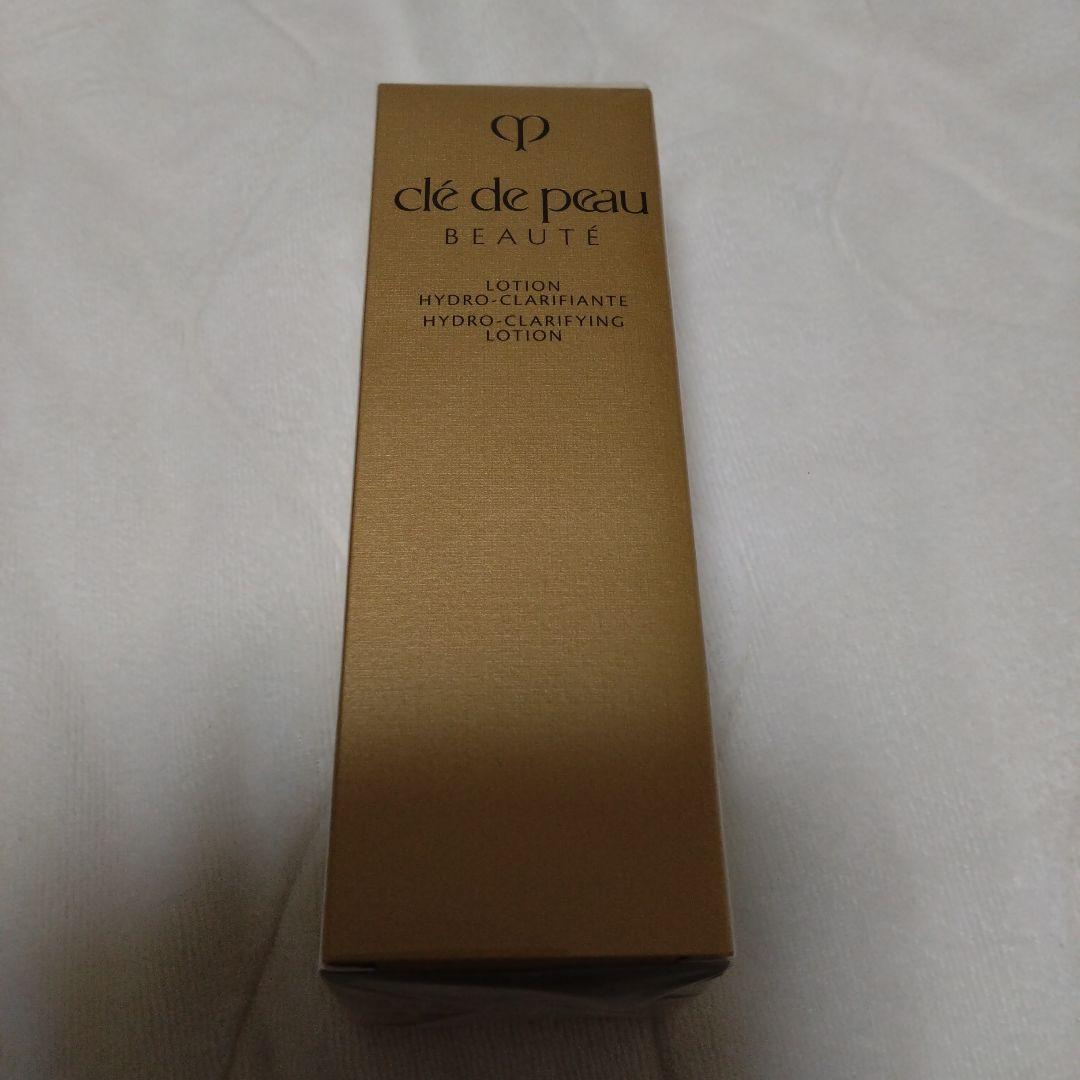 clé de peau
BEAUTÉ
LOTION
HYDRO-CLARIFIANTE
HYDRO-CLARIFYING
LOTION